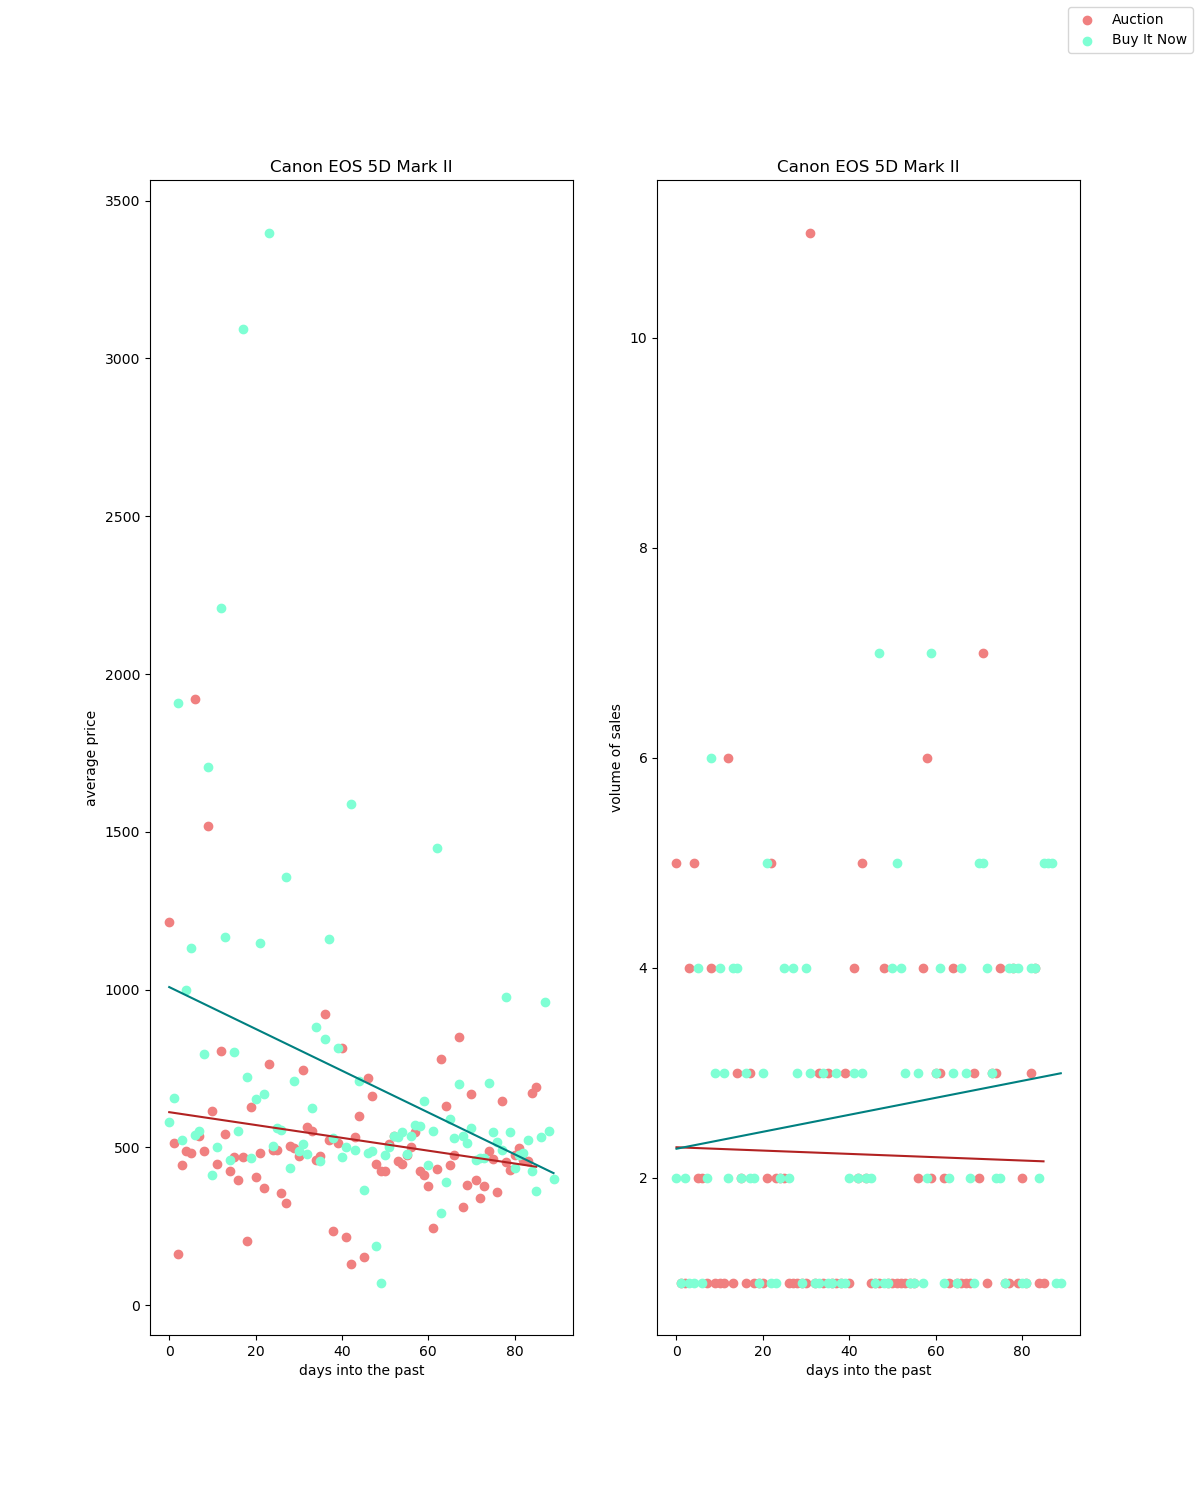 Auction
Buy It Now
Canon EOS 5D Mark II
3500
3000
2500
2000
1500
1000
500
0
average price
0 20 40 60 80
days into the past
Canon EOS 5D Mark II
10
8
6
4
2
volume of sales
0 20 40 60 80
days into the past